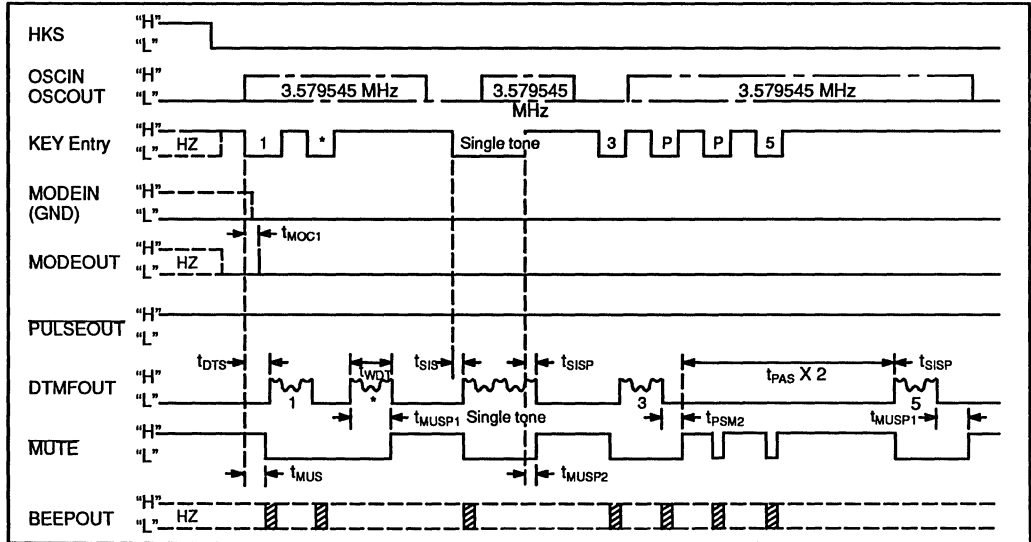 HKS "H" "L"
OSCIN OSCOUT "H" "L" 3.579545 MHz 3.579545 MHz 3.579545 MHz
KEY Entry "H" "L" HZ 1 * Single tone 3 P P 5
MODEIN (GND) "H" "L"
tMOC1
MODEOUT "H" "L" HZ
PULSEOUT "H" "L"
tDTS tWDT tSIS tSISP tPAS X 2 tSISP
DTMFOUT "H" "L" 1 * 3 5
tMUSP1 Single tone tPSM2 tMUSP1
MUTE "H" "L"
tMUS tMUSP2
BEEPOUT "H" "L" HZ